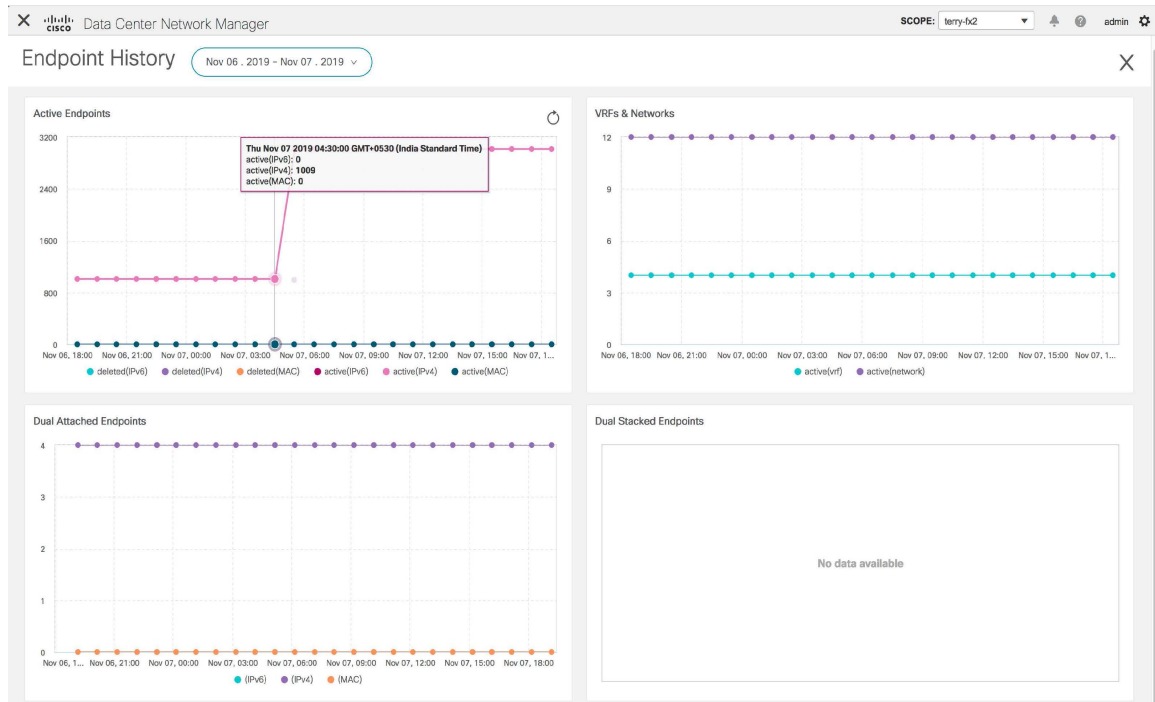 CISCO Data Center Network Manager
SCOPE: terry-fx2 admin
Endpoint History
Nov 06 . 2019 - Nov 07 . 2019
Active Endpoints
3200
2400
1600
800
0
Thu Nov 07 2019 04:30:00 GMT+0530 (India Standard Time)
active(IPv6): 0
active(IPv4): 1009
active(MAC): 0
Nov 06, 18:00 Nov 06, 21:00 Nov 07, 00:00 Nov 07, 03:00 Nov 07, 06:00 Nov 07, 09:00 Nov 07, 12:00 Nov 07, 15:00 Nov 07, 1...
deleted(IPv6) deleted(IPv4) deleted(MAC) active(IPv6) active(IPv4) active(MAC)
VRFs & Networks
12
9
6
3
0
Nov 06, 18:00 Nov 06, 21:00 Nov 07, 00:00 Nov 07, 03:00 Nov 07, 06:00 Nov 07, 09:00 Nov 07, 12:00 Nov 07, 15:00 Nov 07, 1...
active(vrf) active(network)
Dual Attached Endpoints
4
3
2
1
0
Nov 06, 1... Nov 06, 21:00 Nov 07, 00:00 Nov 07, 03:00 Nov 07, 06:00 Nov 07, 09:00 Nov 07, 12:00 Nov 07, 15:00 Nov 07, 18:00
(IPv6) (IPv4) (MAC)
Dual Stacked Endpoints
No data available